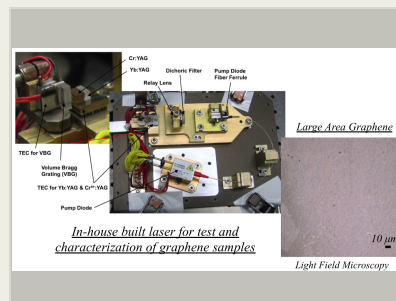 Cr:YAG
Yb:YAG
Dichoric Filter
Pump Diode
Fiber Ferrule
Relay Lens
TEC for VBG
Volume Bragg
Grating (VBG)
TEC for Yb:YAG & Cr⁴⁺:YAG
Pump Diode
In-house built laser for test and
characterization of graphene samples
Large Area Graphene
10 μm
Light Field Microscopy